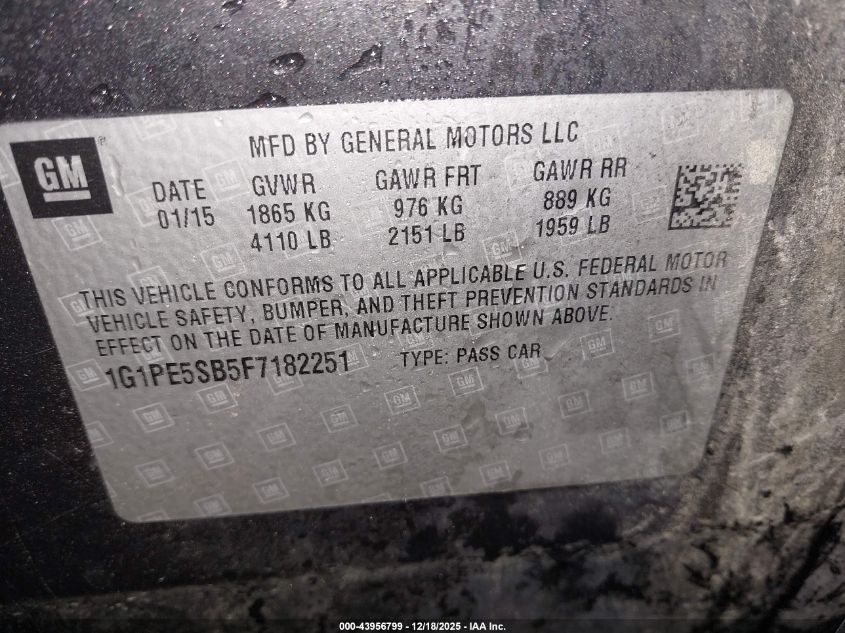 GM
MFD BY GENERAL MOTORS LLC
DATE GVWR GAWR FRT GAWR RR
01/15 1865 KG 976 KG 889 KG
4110 LB 2151 LB 1959 LB
THIS VEHICLE CONFORMS TO ALL APPLICABLE U.S. FEDERAL MOTOR
VEHICLE SAFETY, BUMPER, AND THEFT PREVENTION STANDARDS IN
EFFECT ON THE DATE OF MANUFACTURE SHOWN ABOVE.
1G1PE5SB5F7182251 TYPE: PASS CAR
000-43956799 - 12/18/2025 - IAA Inc.